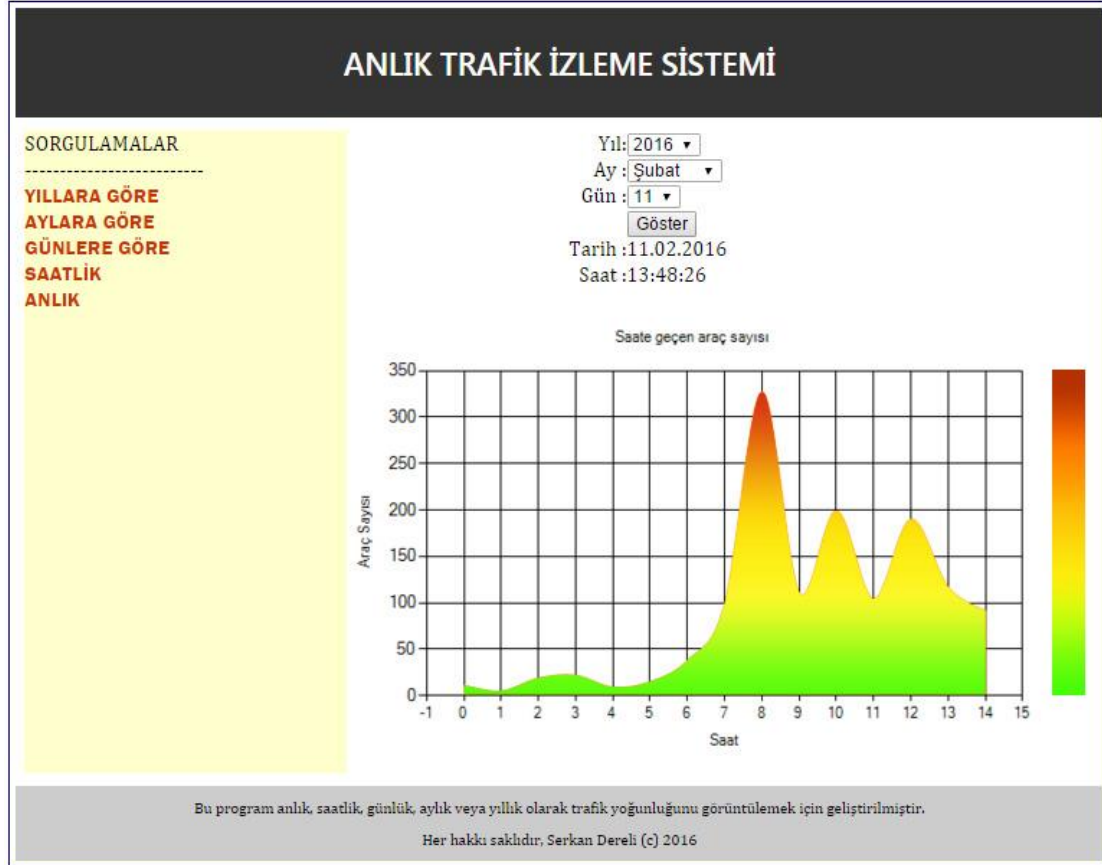 ANLIK TRAFİK İZLEME SİSTEMİ
SORGULAMALAR
--------------------------
YILLARA GÖRE
AYLARA GÖRE
GÜNLERE GÖRE
SAATLİK
ANLIK
Yıl: 2016
Ay : Şubat
Gün : 11
Göster
Tarih :11.02.2016
Saat :13:48:26
Saate geçen araç sayısı
Araç Sayısı
350
300
250
200
150
100
50
0
-1 0 1 2 3 4 5 6 7 8 9 10 11 12 13 14 15
Saat
Bu program anlık, saatlik, günlük, aylık veya yıllık olarak trafik yoğunluğunu görüntülemek için geliştirilmiştir.
Her hakkı saklıdır, Serkan Dereli (c) 2016